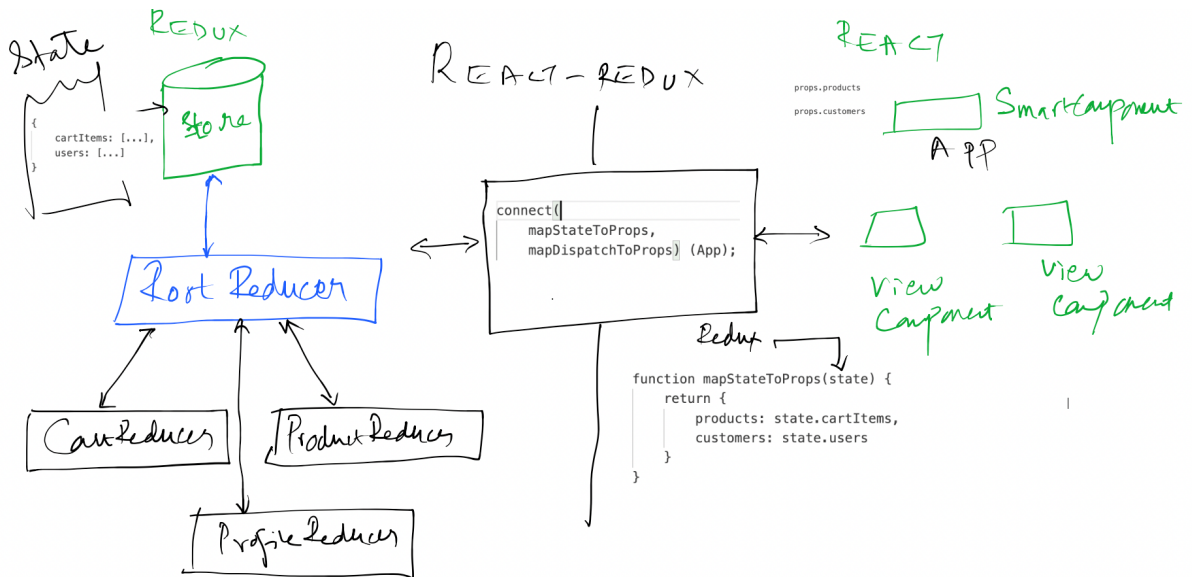 State
REDUX
{
cartItems: [...],
users: [...]
}
Store
Root Reducer
CartReducer
ProductReducer
ProfileReducer
REACT-REDUX
connect(
mapStateToProps,
mapDispatchToProps) (App);
Redux
function mapStateToProps(state) {
return {
products: state.cartItems,
customers: state.users
}
}
REACT
props.products
props.customers
SmartComponent
APP
View
Component
View
Component